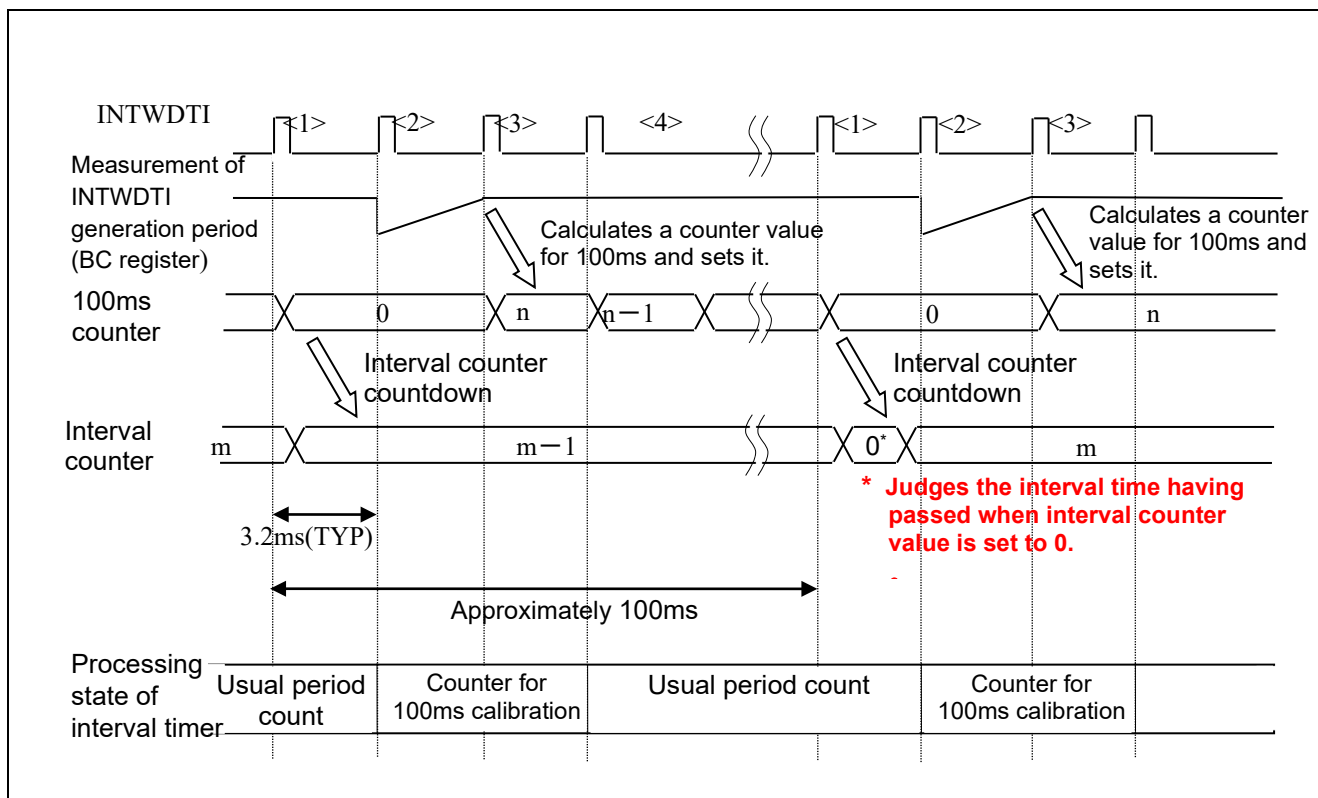 INTWDTI
<1> <2> <3> <4> <1> <2> <3>
Measurement of
INTWDTI
generation period
(BC register)
Calculates a counter value
for 100ms and sets it.
Calculates a counter
value for 100ms and
sets it.
100ms
counter
0 n n－1 0 n
Interval counter
countdown
Interval counter
countdown
Interval
counter
m m－1 0* m
* Judges the interval time having
passed when interval counter
value is set to 0.
3.2ms(TYP)
Approximately 100ms
Processing
state of
interval timer
Usual period
count
Counter for
100ms calibration
Usual period count
Counter for
100ms calibration